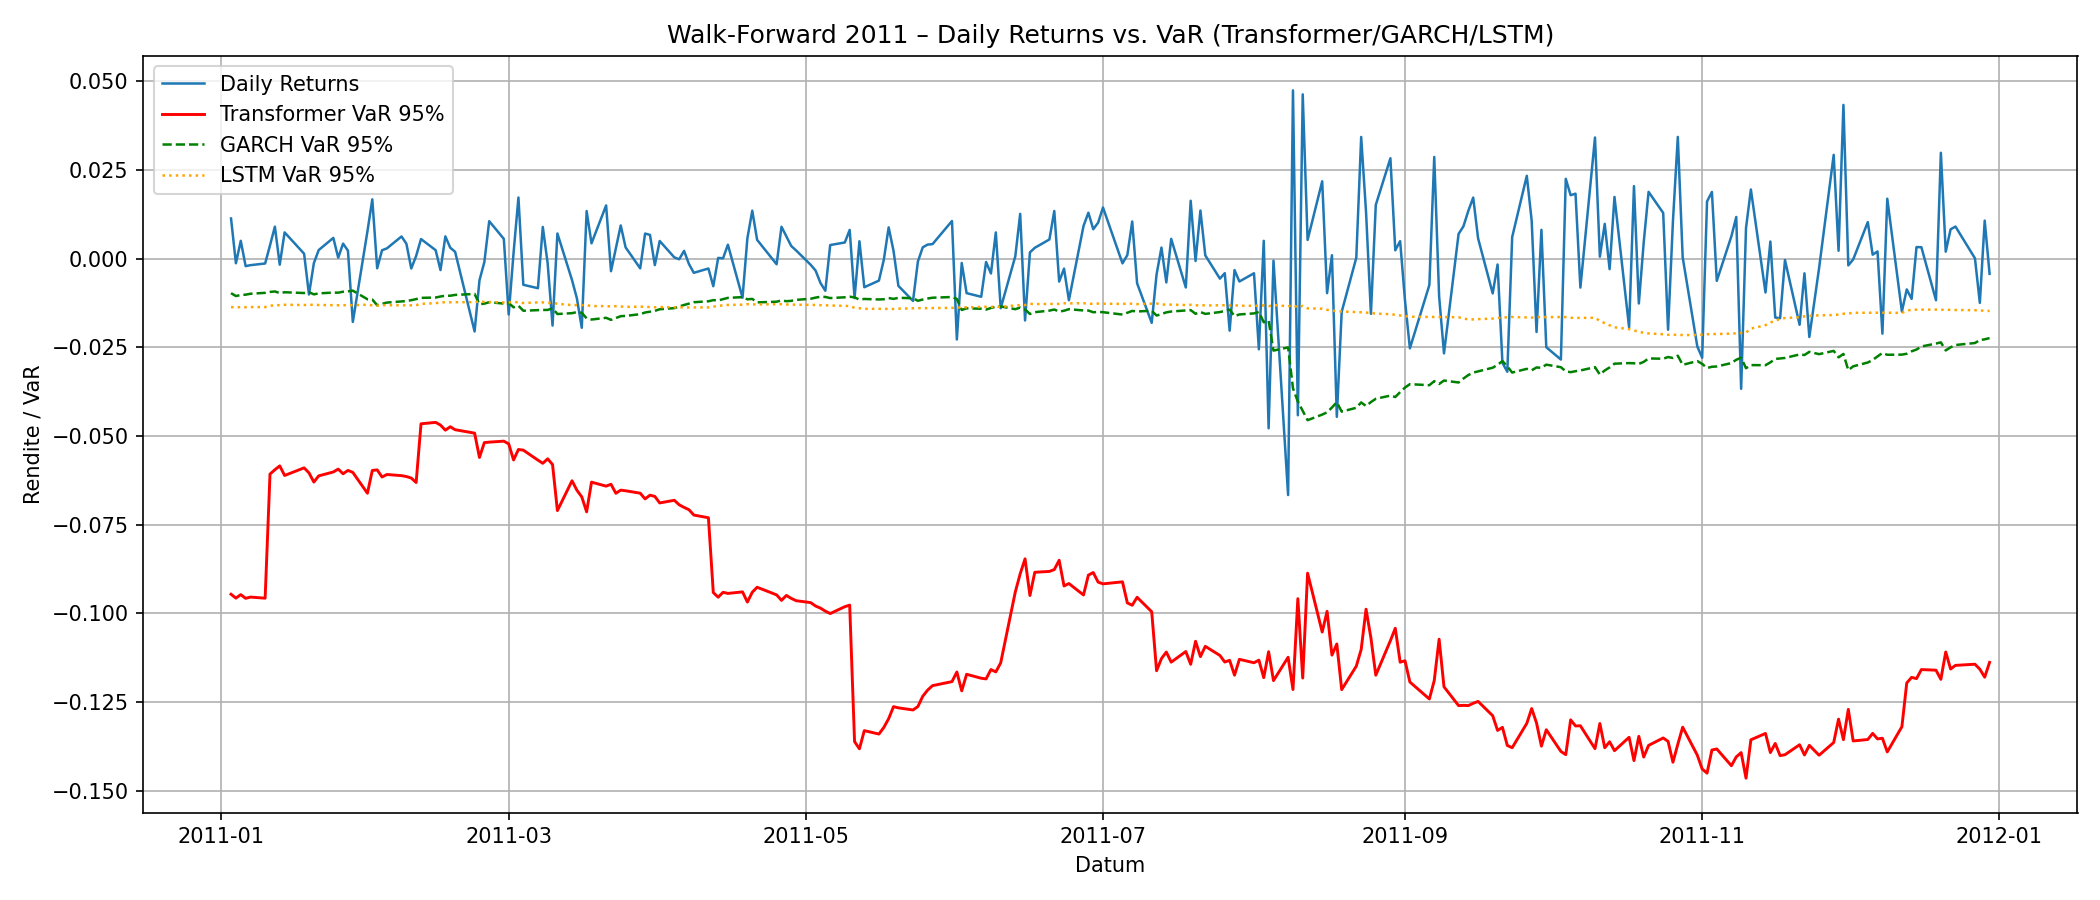 Walk-Forward 2011 – Daily Returns vs. VaR (Transformer/GARCH/LSTM)
Daily Returns
Transformer VaR 95%
GARCH VaR 95%
LSTM VaR 95%
Rendite / VaR
0.050
0.025
0.000
−0.025
−0.050
−0.075
−0.100
−0.125
−0.150
2011-01
2011-03
2011-05
2011-07
2011-09
2011-11
2012-01
Datum